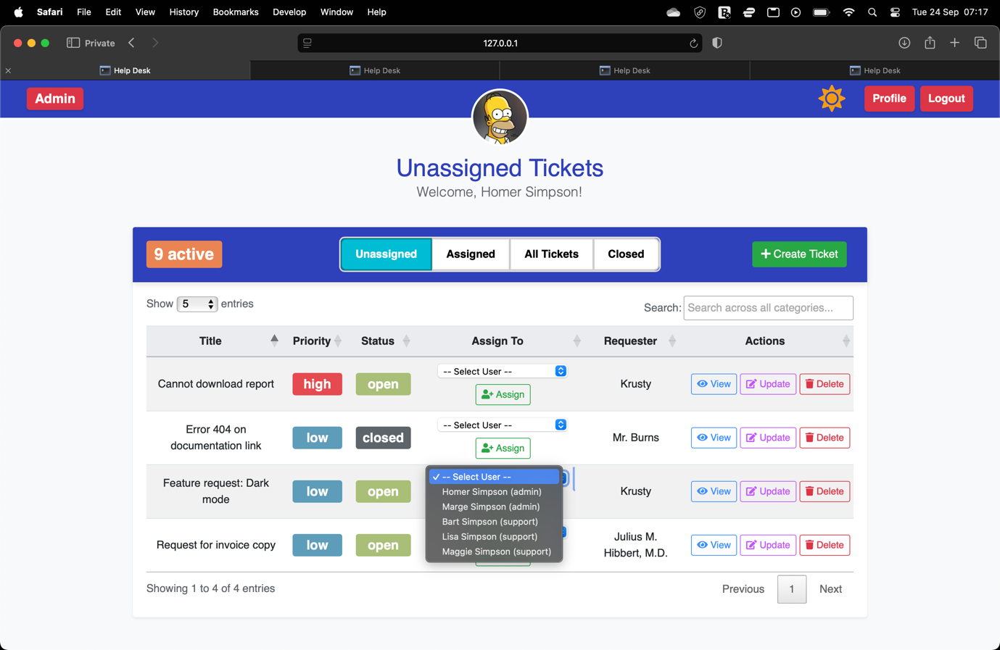 Safari File Edit View History Bookmarks Develop Window Help Tue 24 Sep 07:17
Private 127.0.0.1
Help Desk Help Desk Help Desk Help Desk
Admin Profile Logout
Unassigned Tickets
Welcome, Homer Simpson!
9 active Unassigned Assigned All Tickets Closed + Create Ticket
Show 5 entries Search: Search across all categories...
Title Priority Status Assign To Requester Actions
Cannot download report high open -- Select User -- Assign Krusty View Update Delete
Error 404 on documentation link low closed -- Select User -- Assign Mr. Burns View Update Delete
Feature request: Dark mode low open Krusty View Update Delete
✓ -- Select User --
Homer Simpson (admin)
Marge Simpson (admin)
Bart Simpson (support)
Lisa Simpson (support)
Maggie Simpson (support)
Request for invoice copy low open Julius M. Hibbert, M.D. View Update Delete
Showing 1 to 4 of 4 entries Previous 1 Next